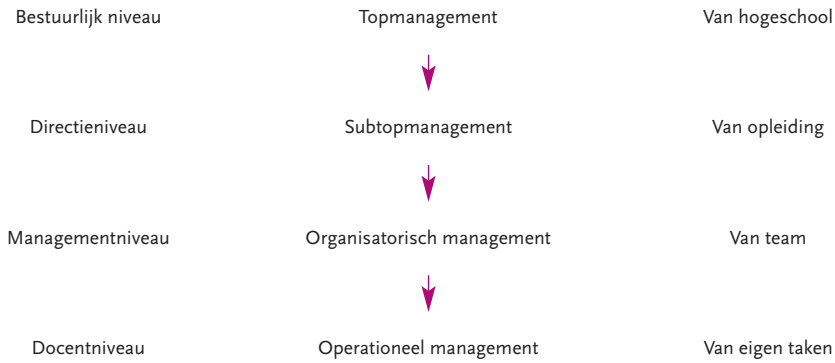 Bestuurlijk niveau Topmanagement Van hogeschool
Directieniveau Subtopmanagement Van opleiding
Managementniveau Organisatorisch management Van team
Docentniveau Operationeel management Van eigen taken